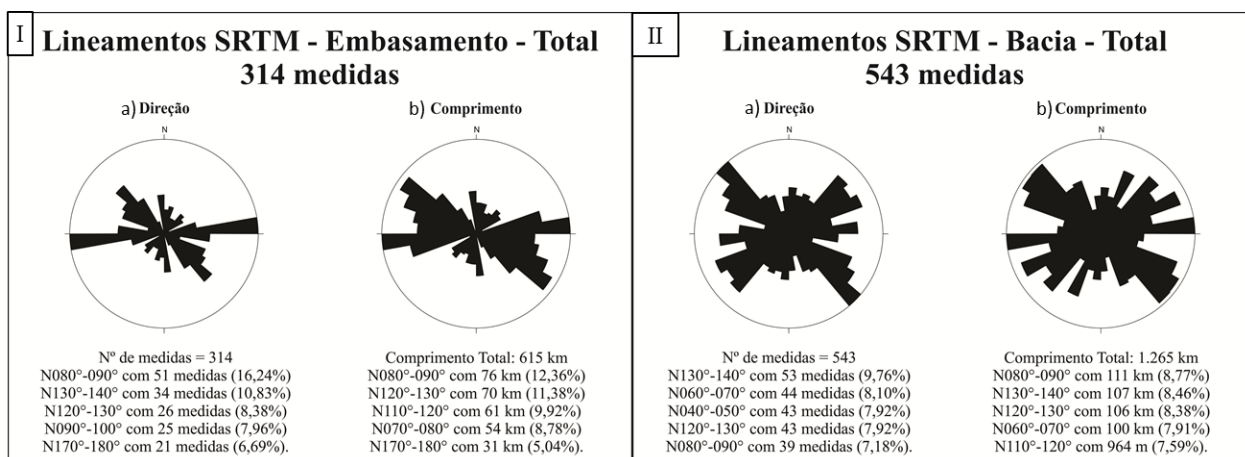 I
Lineamentos SRTM - Embasamento - Total
314 medidas
a) Direção
N
b) Comprimento
N
Nº de medidas = 314
N080°-090° com 51 medidas (16,24%)
N130°-140° com 34 medidas (10,83%)
N120°-130° com 26 medidas (8,38%)
N090°-100° com 25 medidas (7,96%)
N170°-180° com 21 medidas (6,69%).
Comprimento Total: 615 km
N080°-090° com 76 km (12,36%)
N120°-130° com 70 km (11,38%)
N110°-120° com 61 km (9,92%)
N070°-080° com 54 km (8,78%)
N170°-180° com 31 km (5,04%).
II
Lineamentos SRTM - Bacia - Total
543 medidas
a) Direção
N
b) Comprimento
N
Nº de medidas = 543
N130°-140° com 53 medidas (9,76%)
N060°-070° com 44 medidas (8,10%)
N040°-050° com 43 medidas (7,92%)
N120°-130° com 43 medidas (7,92%)
N080°-090° com 39 medidas (7,18%).
Comprimento Total: 1.265 km
N080°-090° com 111 km (8,77%)
N130°-140° com 107 km (8,46%)
N120°-130° com 106 km (8,38%)
N060°-070° com 100 km (7,91%)
N110°-120° com 964 m (7,59%).